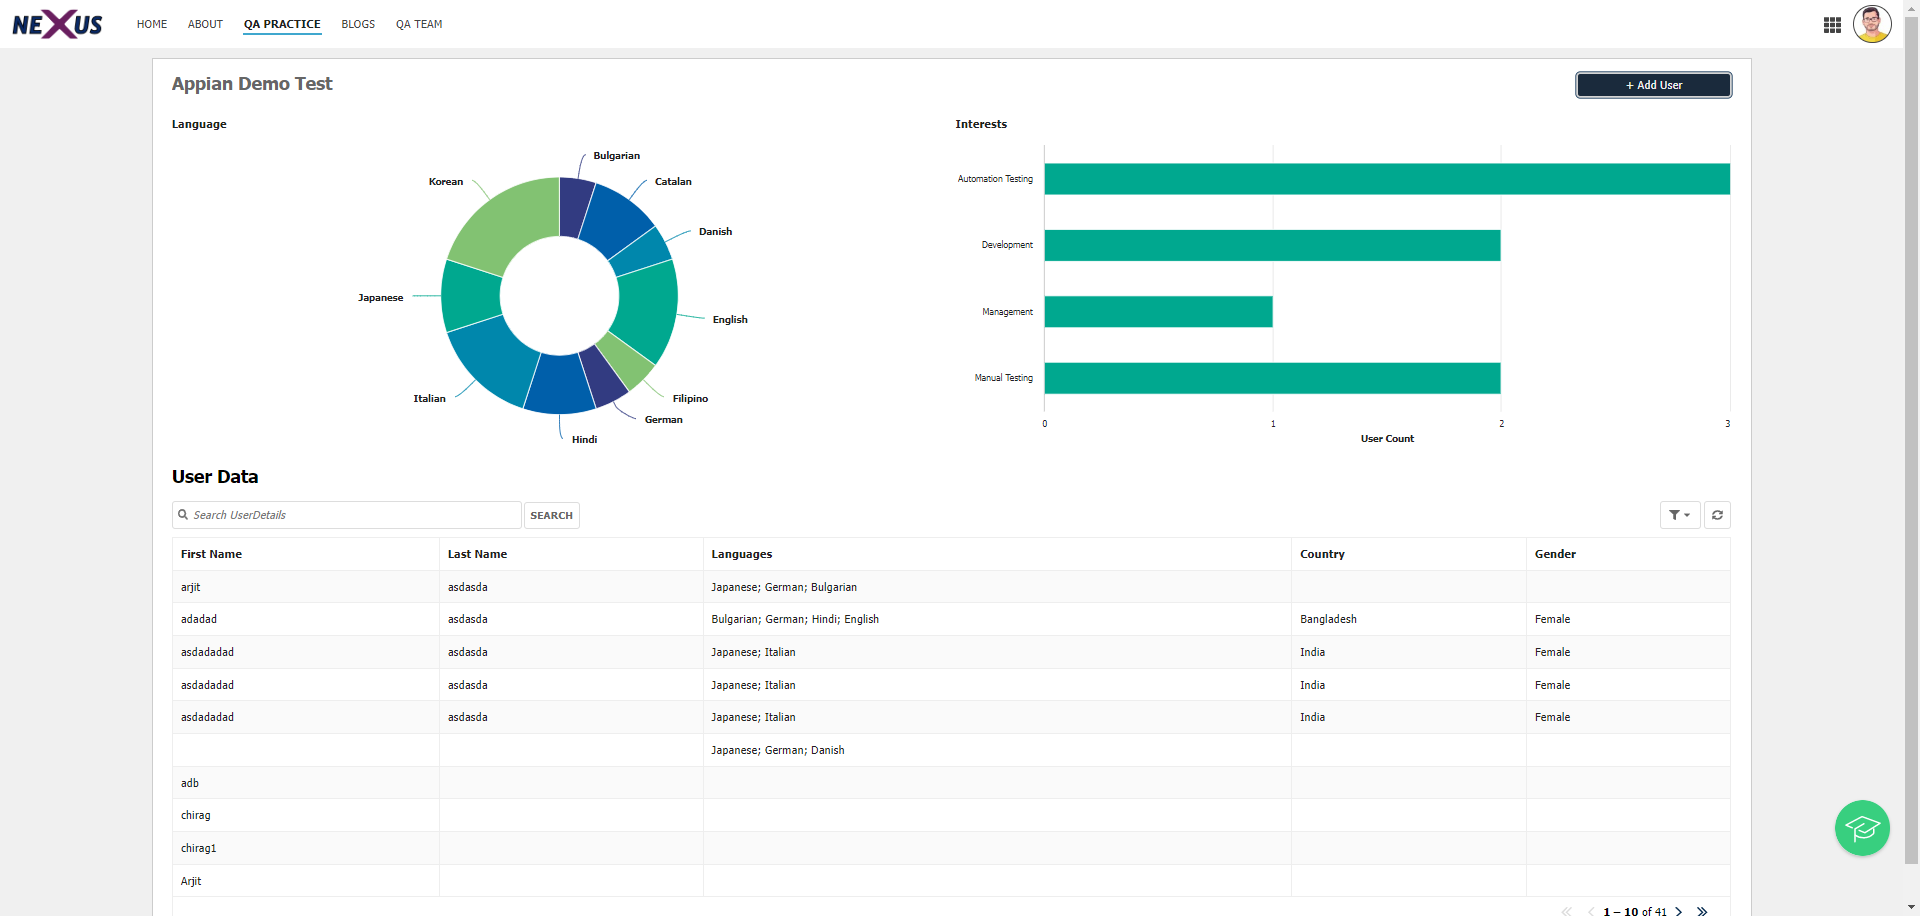 NEXUS HOME ABOUT QA PRACTICE BLOGS QA TEAM
Appian Demo Test
+ Add User
Language
Bulgarian
Catalan
Danish
English
Filipino
German
Hindi
Italian
Japanese
Korean
Interests
Automation Testing
Development
Management
Manual Testing
0 1 2 3
User Count
User Data
Search UserDetails SEARCH
First Name Last Name Languages Country Gender
arjit asdasda Japanese; German; Bulgarian
adadad asdasda Bulgarian; German; Hindi; English Bangladesh Female
asdadadad asdasda Japanese; Italian India Female
asdadadad asdasda Japanese; Italian India Female
asdadadad asdasda Japanese; Italian India Female
Japanese; German; Danish
adb
chirag
chirag1
Arjit
1 – 10 of 41